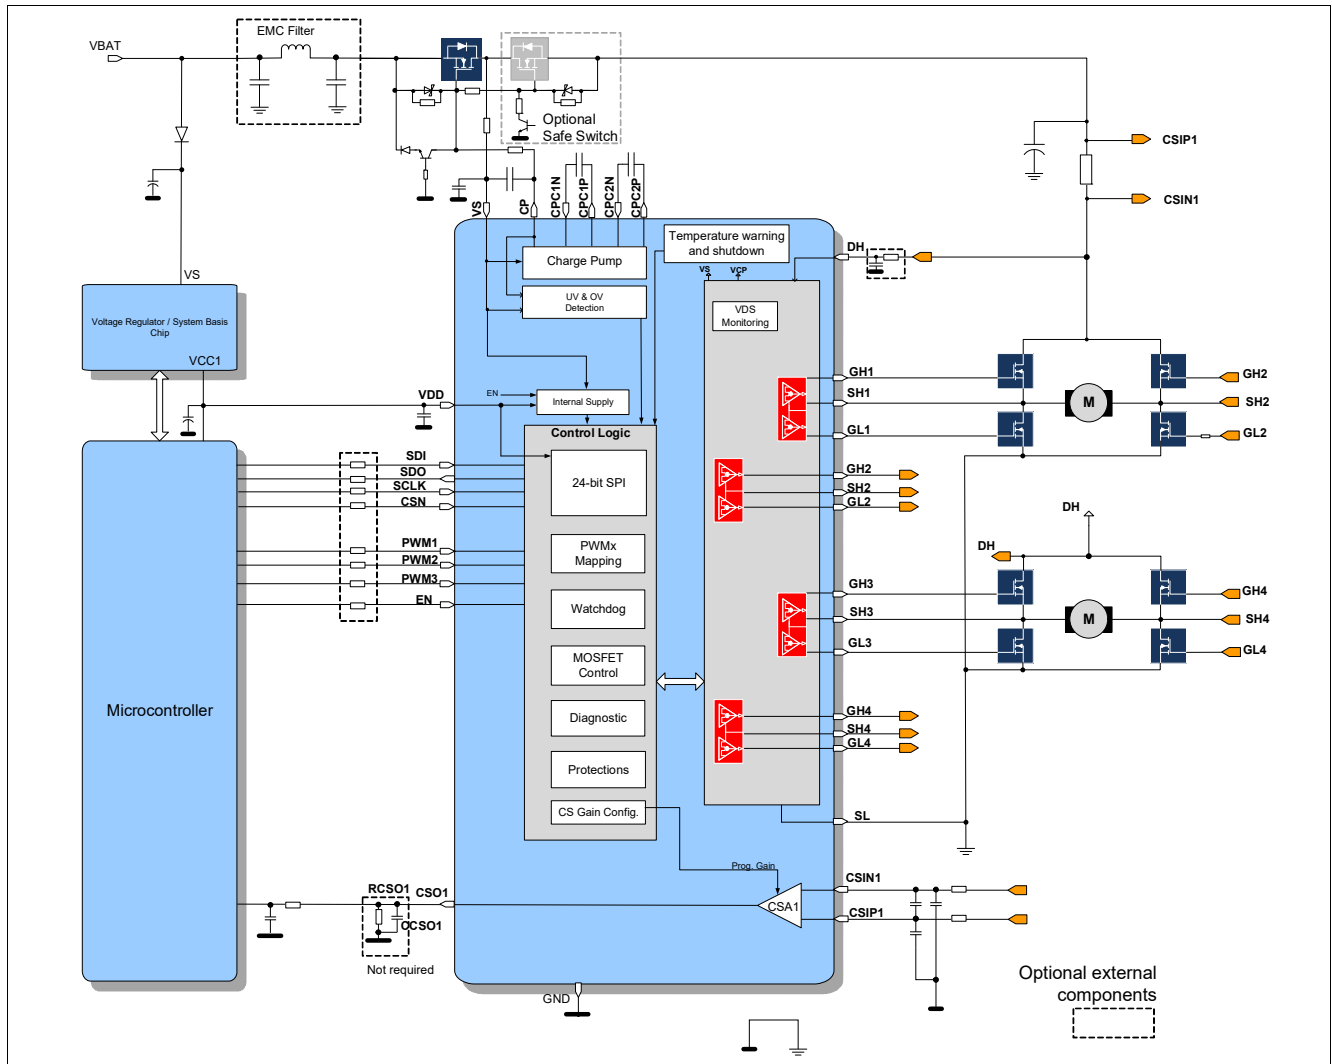 EMC Filter
VBAT
Optional
Safe Switch
CSIP1
CSIN1
VS
CP
CPC1N
CPC1P
CPC2N
CPC2P
Temperature warning
and shutdown
DH
Charge Pump
VS
VCP
VS
UV & OV
Detection
VDS
Monitoring
Voltage Regulator / System Basis
Chip
VCC1
GH1
GH2
EN
VDD
Internal Supply
SH1
M
SH2
Control Logic
GL1
GL2
SDI
SDO
SCLK
CSN
24-bit SPI
GH2
SH2
GL2
DH
PWM1
PWM2
PWM3
EN
PWMx
Mapping
DH
Watchdog
GH3
GH4
SH3
M
SH4
MOSFET
Control
GL3
GL4
Microcontroller
Diagnostic
GH4
SH4
GL4
Protections
CS Gain Config.
SL
Prog. Gain
RCSO1
CSO1
CSA1
CSIN1
CSIP1
CCSO1
Not required
GND
Optional external
components